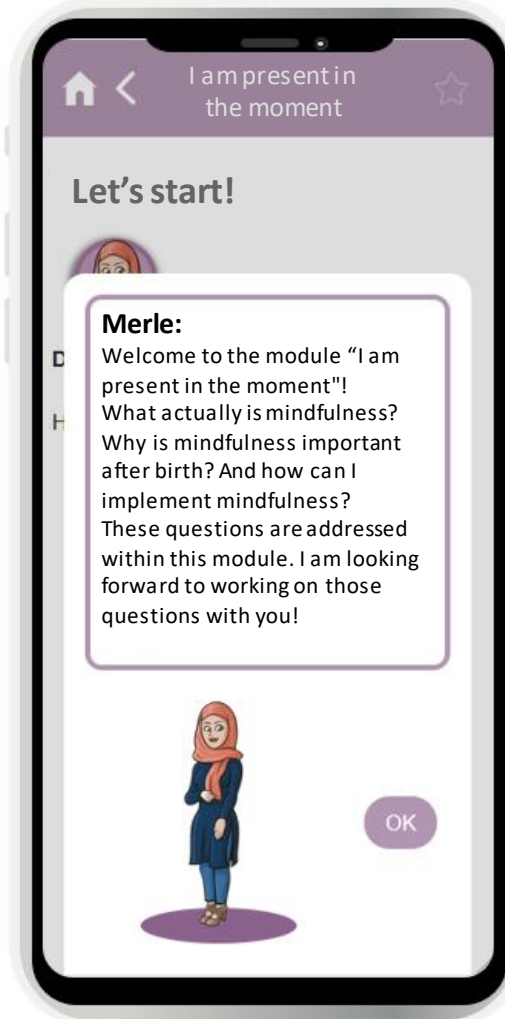 I am present in
the moment
Let's start!
Merle:
D
Welcome to the module “I am
present in the moment"!
What actually is mindfulness?
H
Why is mindfulness important
after birth? And how can I
implement mindfulness?
These questions are addressed
within this module. I am looking
forward to working on those
questions with you!
OK